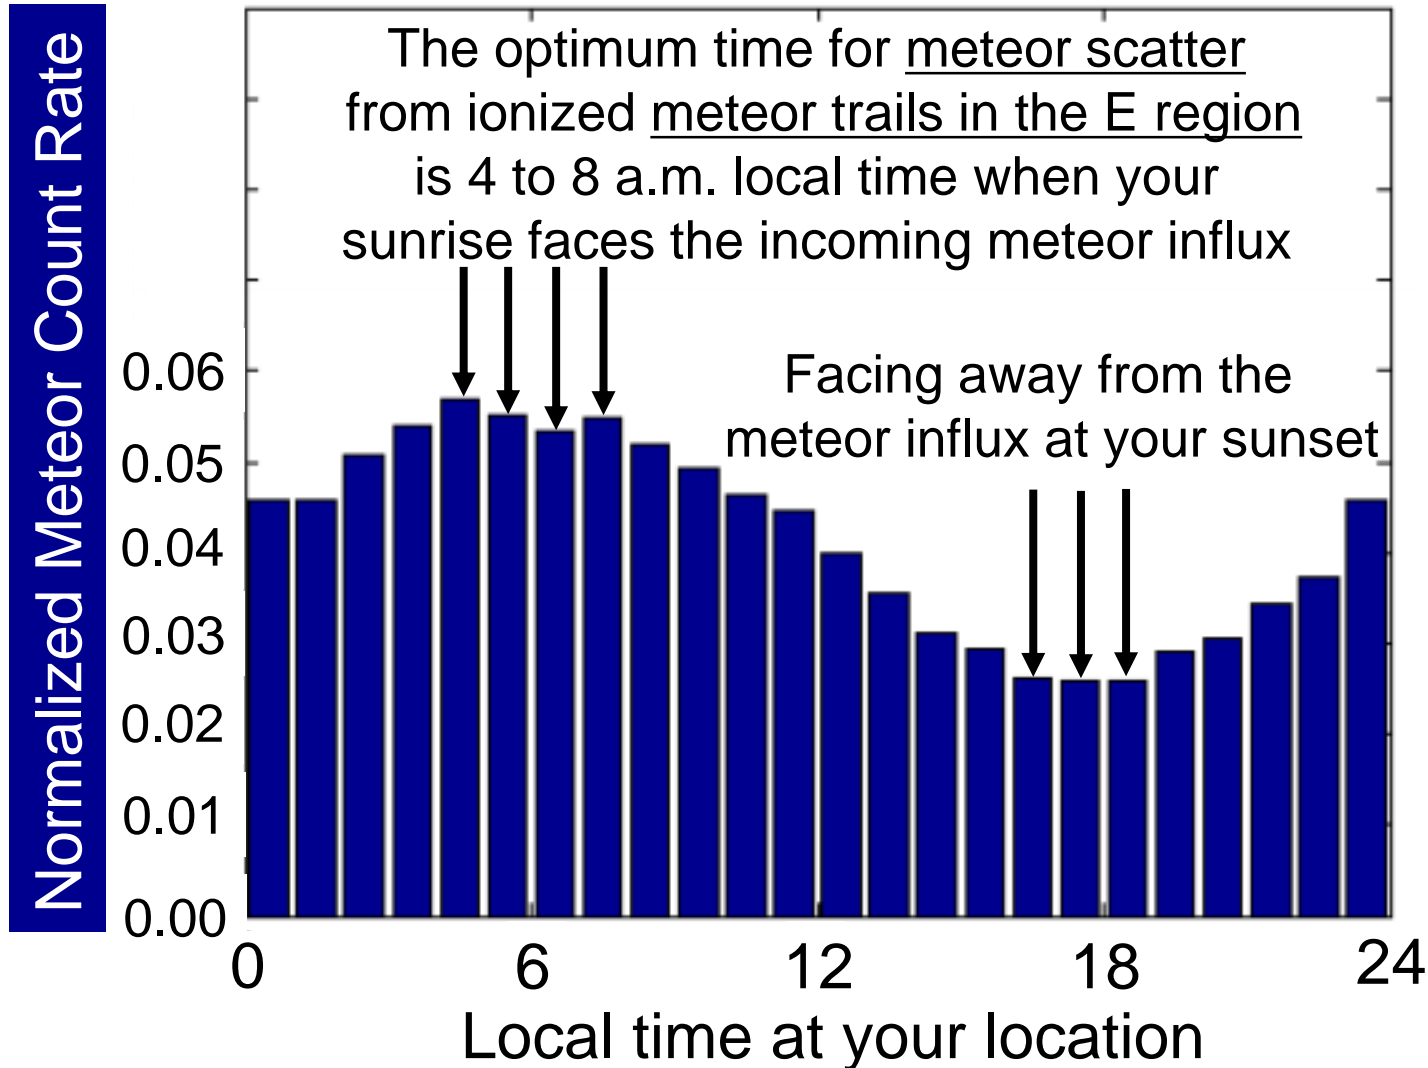 Normalized Meteor Count Rate
The optimum time for meteor scatter
from ionized meteor trails in the E region
is 4 to 8 a.m. local time when your
sunrise faces the incoming meteor influx
Facing away from the
meteor influx at your sunset
0.06
0.05
0.04
0.03
0.02
0.01
0.00
0 6 12 18 24
Local time at your location